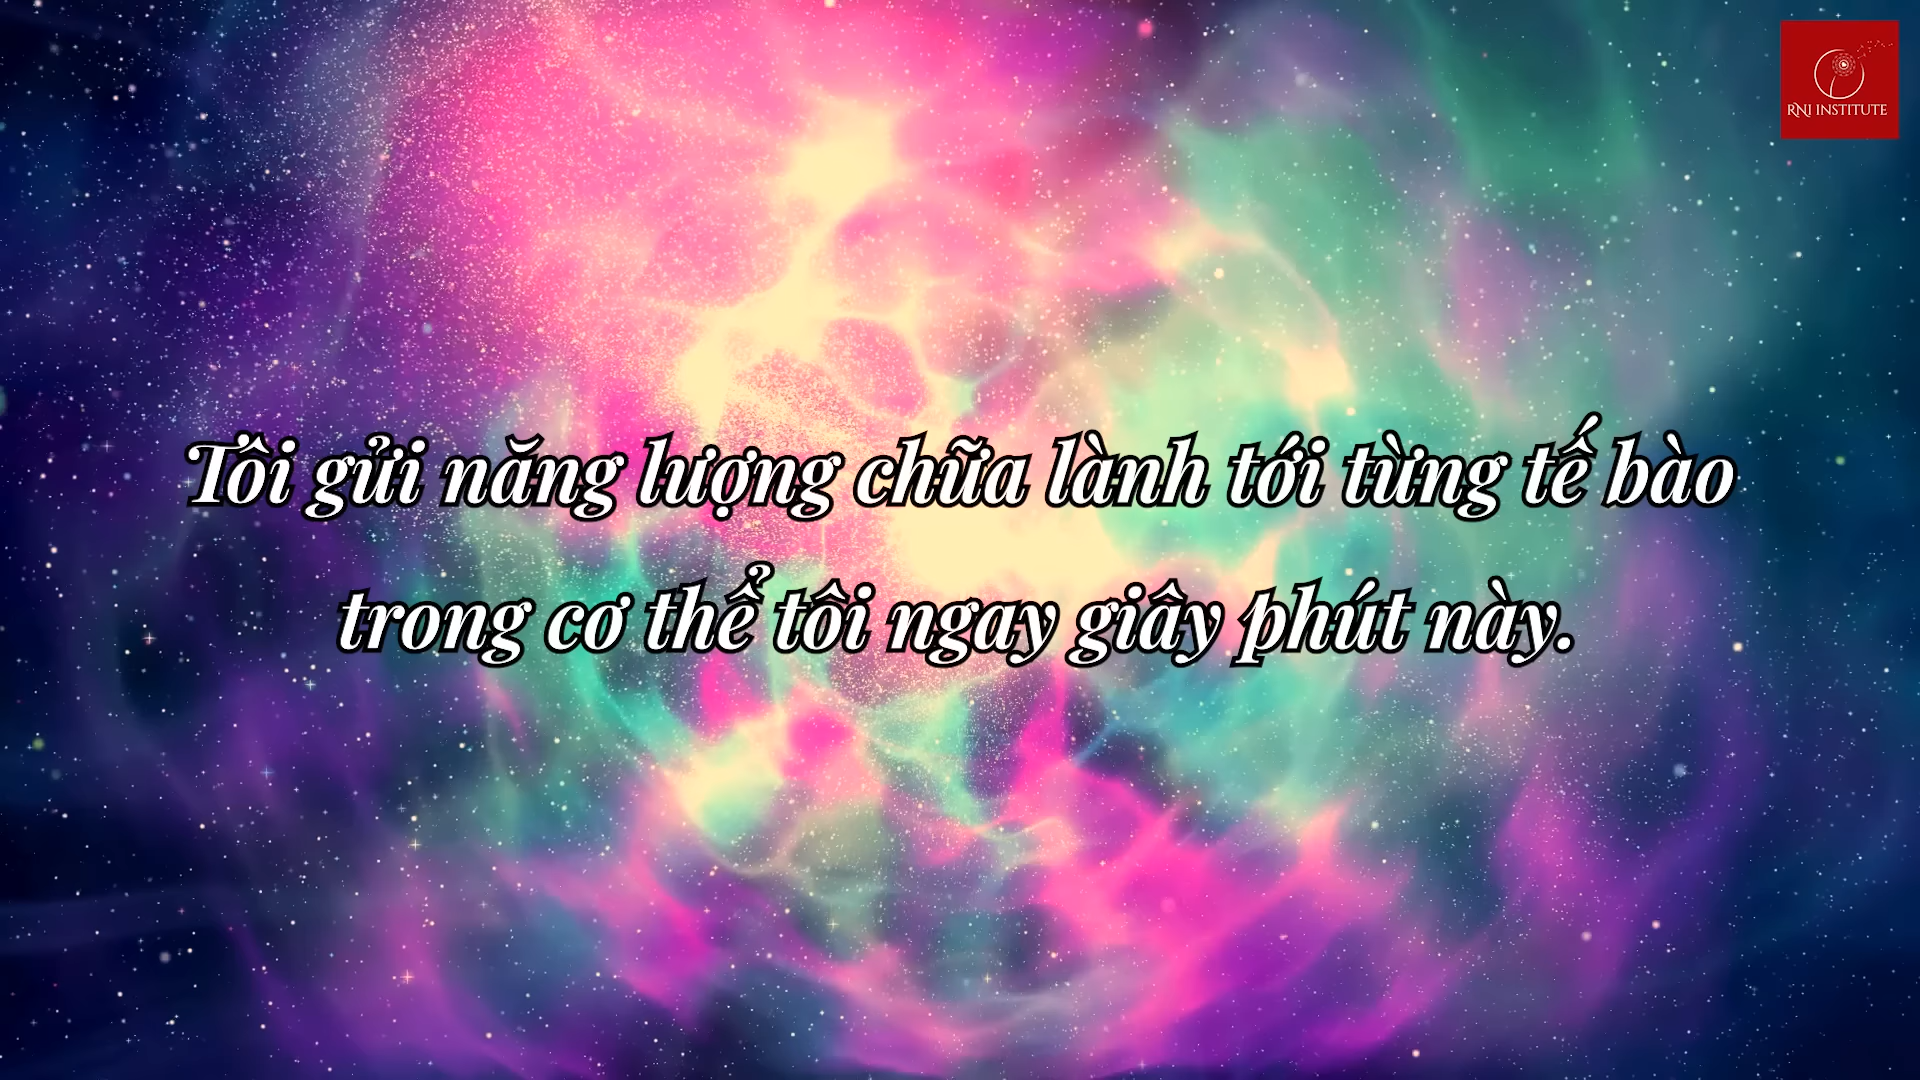 RNI INSTITUTE
Tôi gửi năng lượng chữa lành tới từng tế bào
trong cơ thể tôi ngay giây phút này.